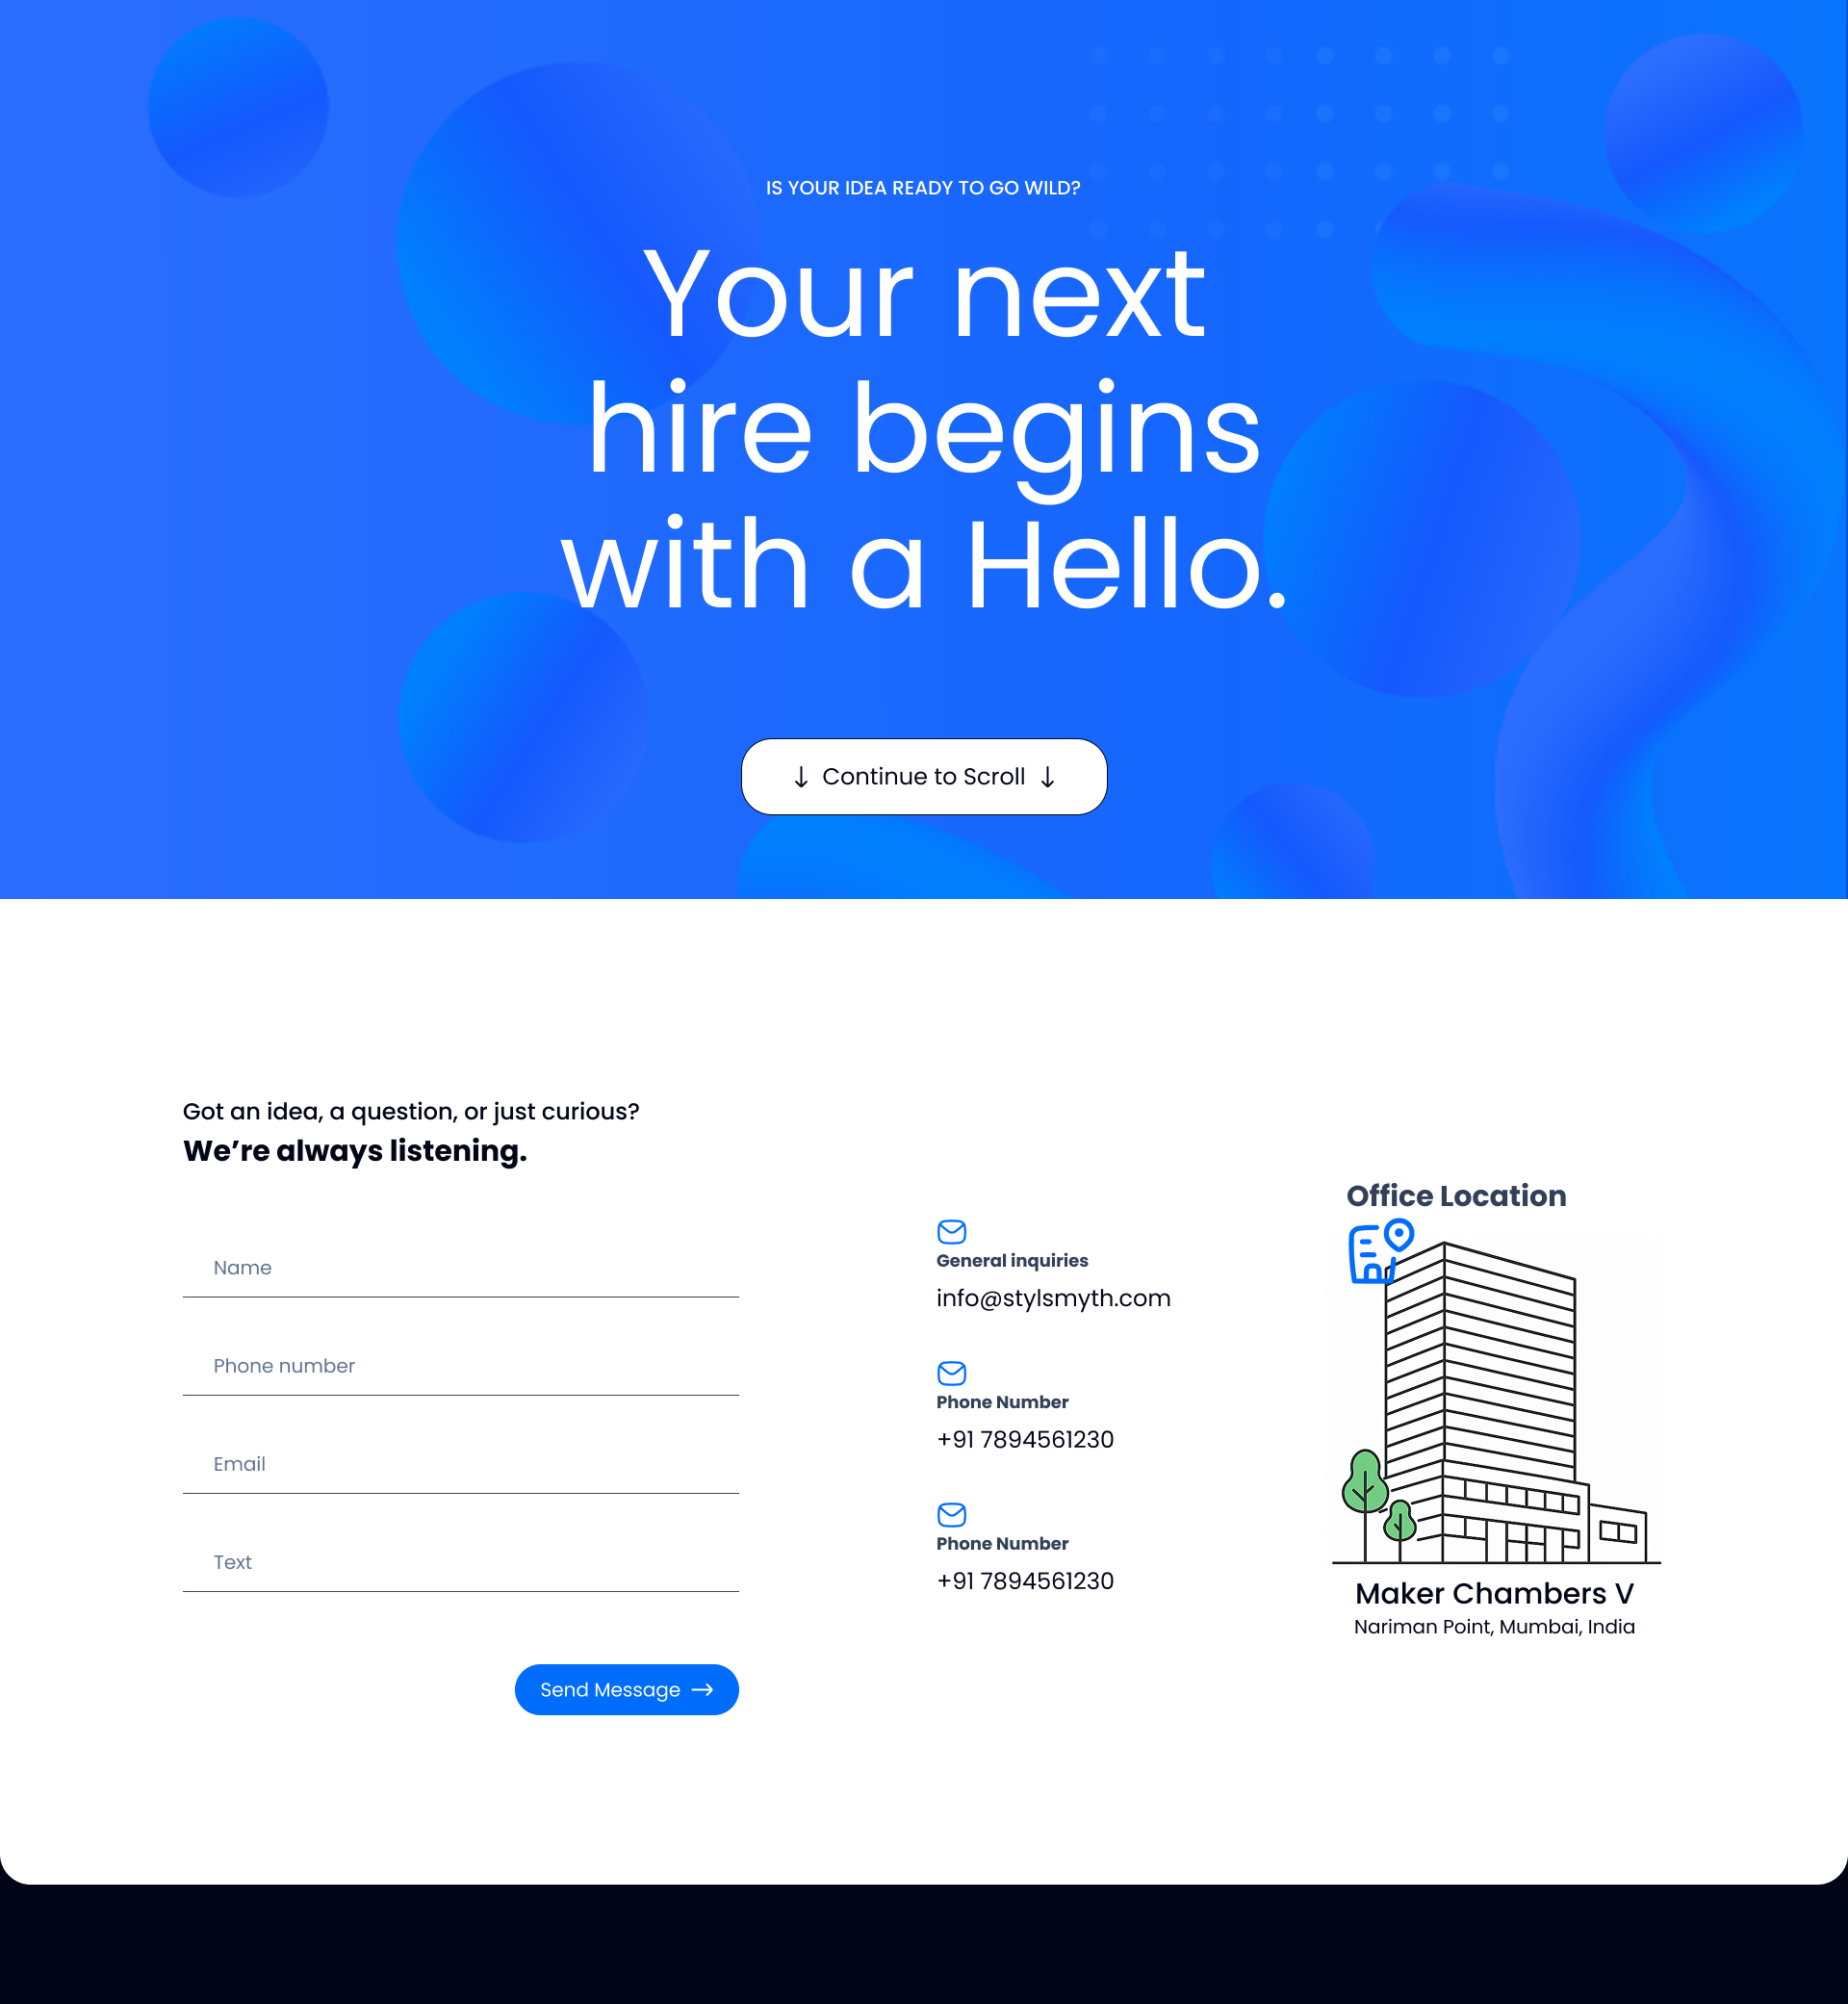 IS YOUR IDEA READY TO GO WILD?
Your next
hire begins
with a Hello.
↓ Continue to Scroll ↓
Got an idea, a question, or just curious?
We’re always listening.
Name
Phone number
Email
Text
Send Message →
General inquiries
info@stylsmyth.com
Phone Number
+91 7894561230
Phone Number
+91 7894561230
Office Location
Maker Chambers V
Nariman Point, Mumbai, India